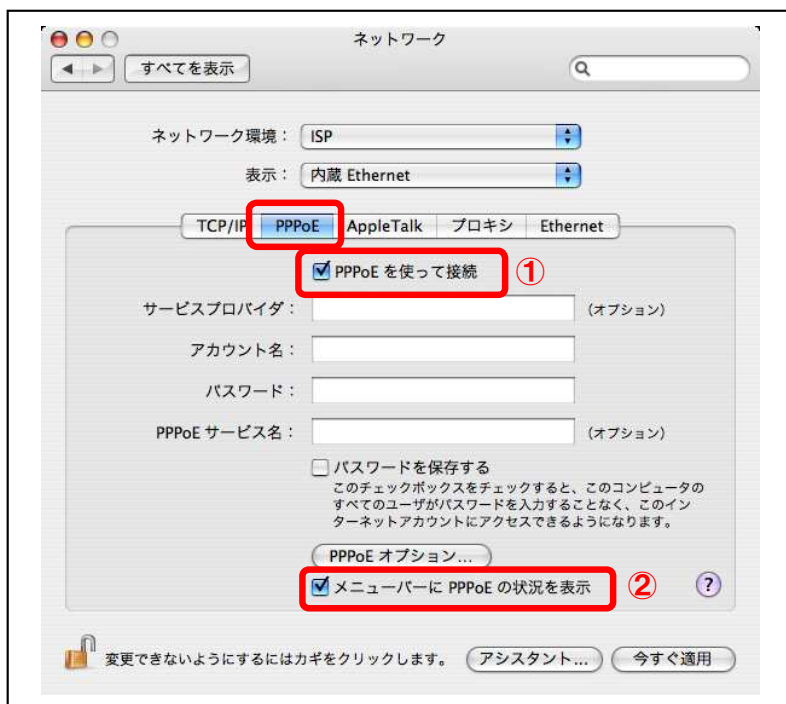 ネットワーク
すべてを表示
ネットワーク環境： ISP
表示： 内蔵 Ethernet
TCP/IP PPPoE AppleTalk プロキシ Ethernet
PPPoE を使って接続 ①
サービスプロバイダ： （オプション）
アカウント名：
パスワード：
PPPoE サービス名： （オプション）
パスワードを保存する
このチェックボックスをチェックすると、このコンピュータの
すべてのユーザがパスワードを入力することなく、このイン
ターネットアカウントにアクセスできるようになります。
PPPoE オプション...
メニューバーに PPPoE の状況を表示 ② ?
変更できないようにするにはカギをクリックします。 アシスタント... 今すぐ適用